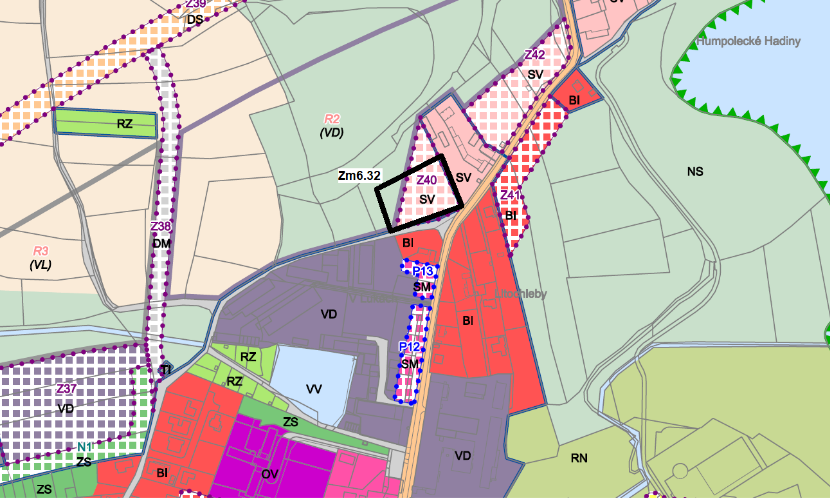 Z39
DS
SV
Humpolecké Hadiny
Z42
SV
BI
RZ
R2
(VD)
Zm6.32
Z40
SV
SV
NS
Z41
BI
Z38
DM
R3
(VL)
BI
P13
SM
VD
BI
P12
SM
RZ
TI
RZ
VV
Z37
VD
ZS
N1
ZS
ZS
BI
OV
VD
RN